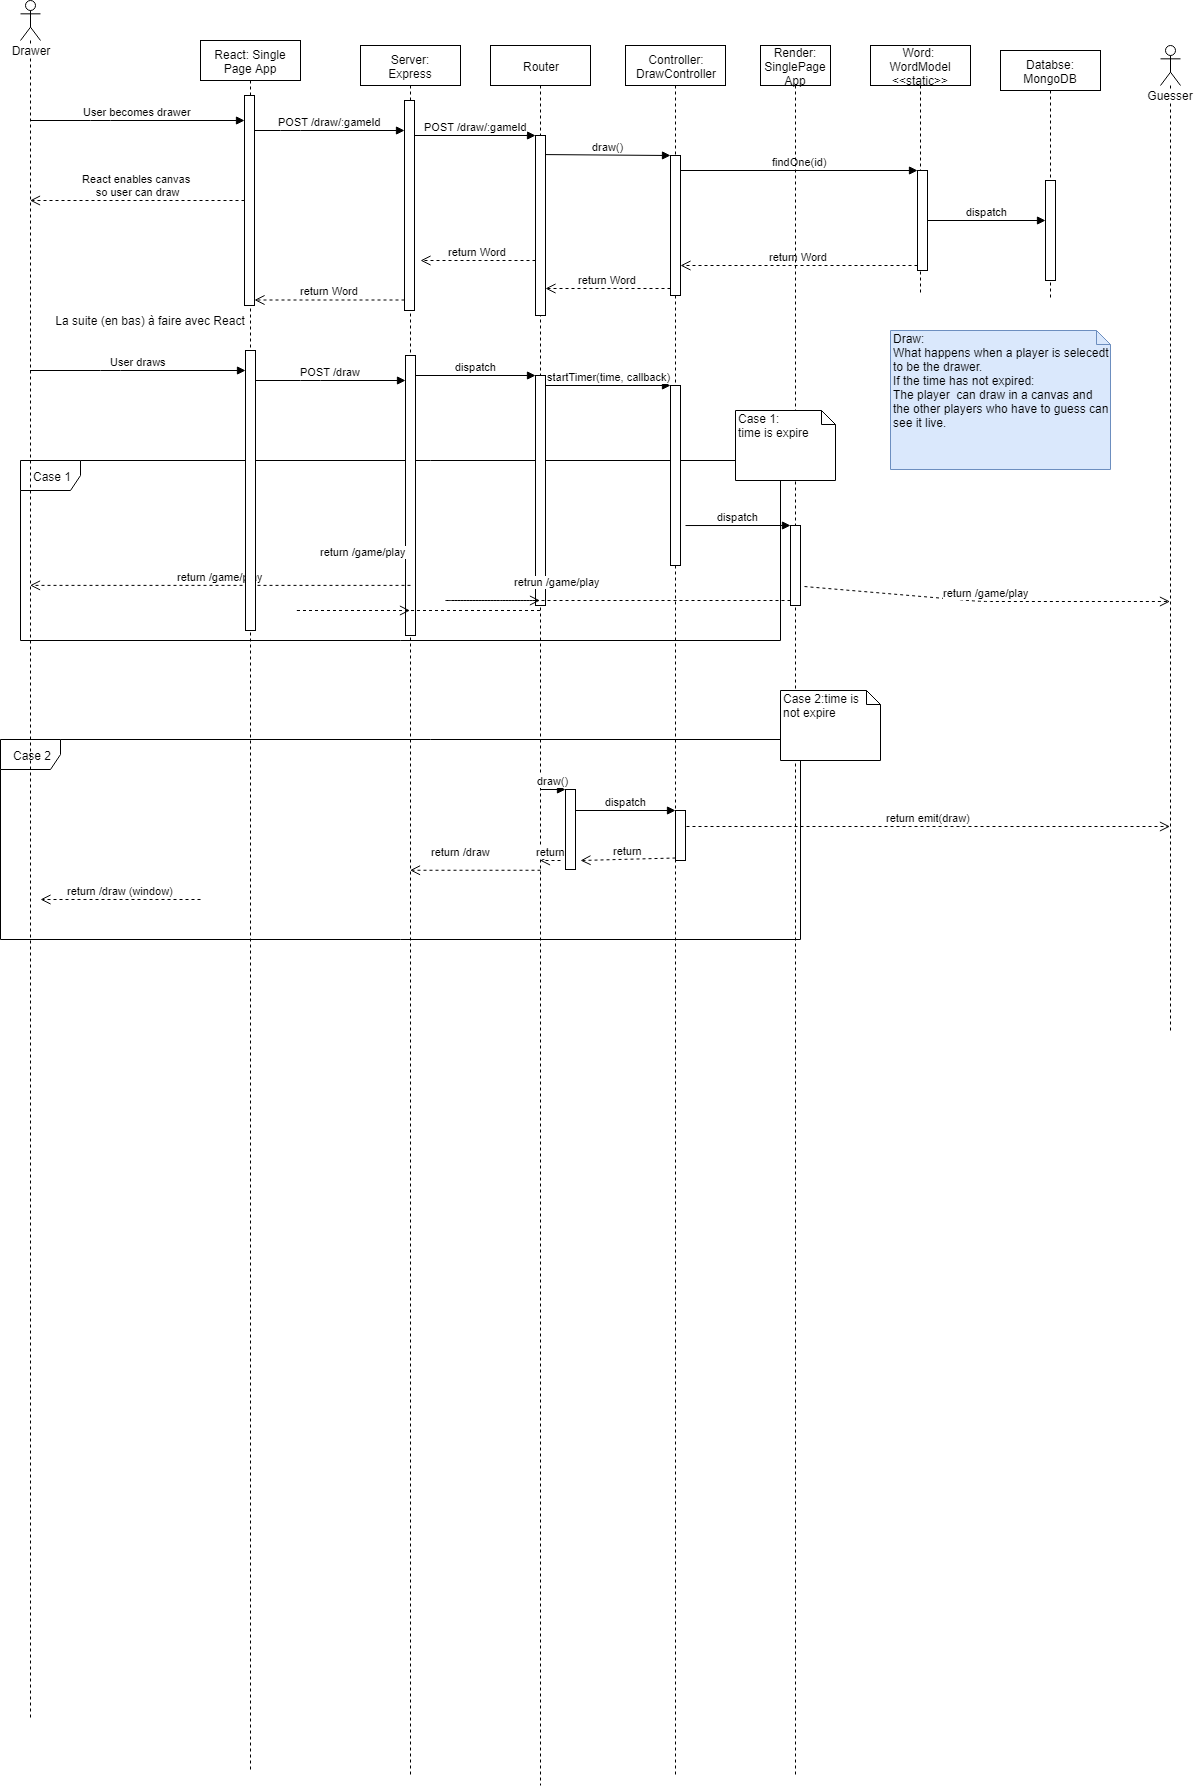 Drawer
React: Single
Page App
Server:
Express
Router
Controller:
DrawController
Render:
SinglePage
App
Word:
WordModel
<<static>>
Databse:
MongoDB
Guesser
User becomes drawer
POST /draw/:gameId
POST /draw/:gameId
draw()
findOne(id)
React enables canvas
so user can draw
dispatch
return Word
return Word
return Word
return Word
La suite (en bas) à faire avec React
Draw:
What happens when a player is selecedt
to be the drawer.
If the time has not expired:
The player  can draw in a canvas and
the other players who have to guess can
see it live.
User draws
POST /draw
dispatch
startTimer(time, callback)
Case 1:
time is expire
Case 1
dispatch
return /game/play
return /game/play
retrun /game/play
return /game/play
Case 2:time is
not expire
Case 2
draw()
dispatch
return emit(draw)
return /draw
return
return
return /draw (window)